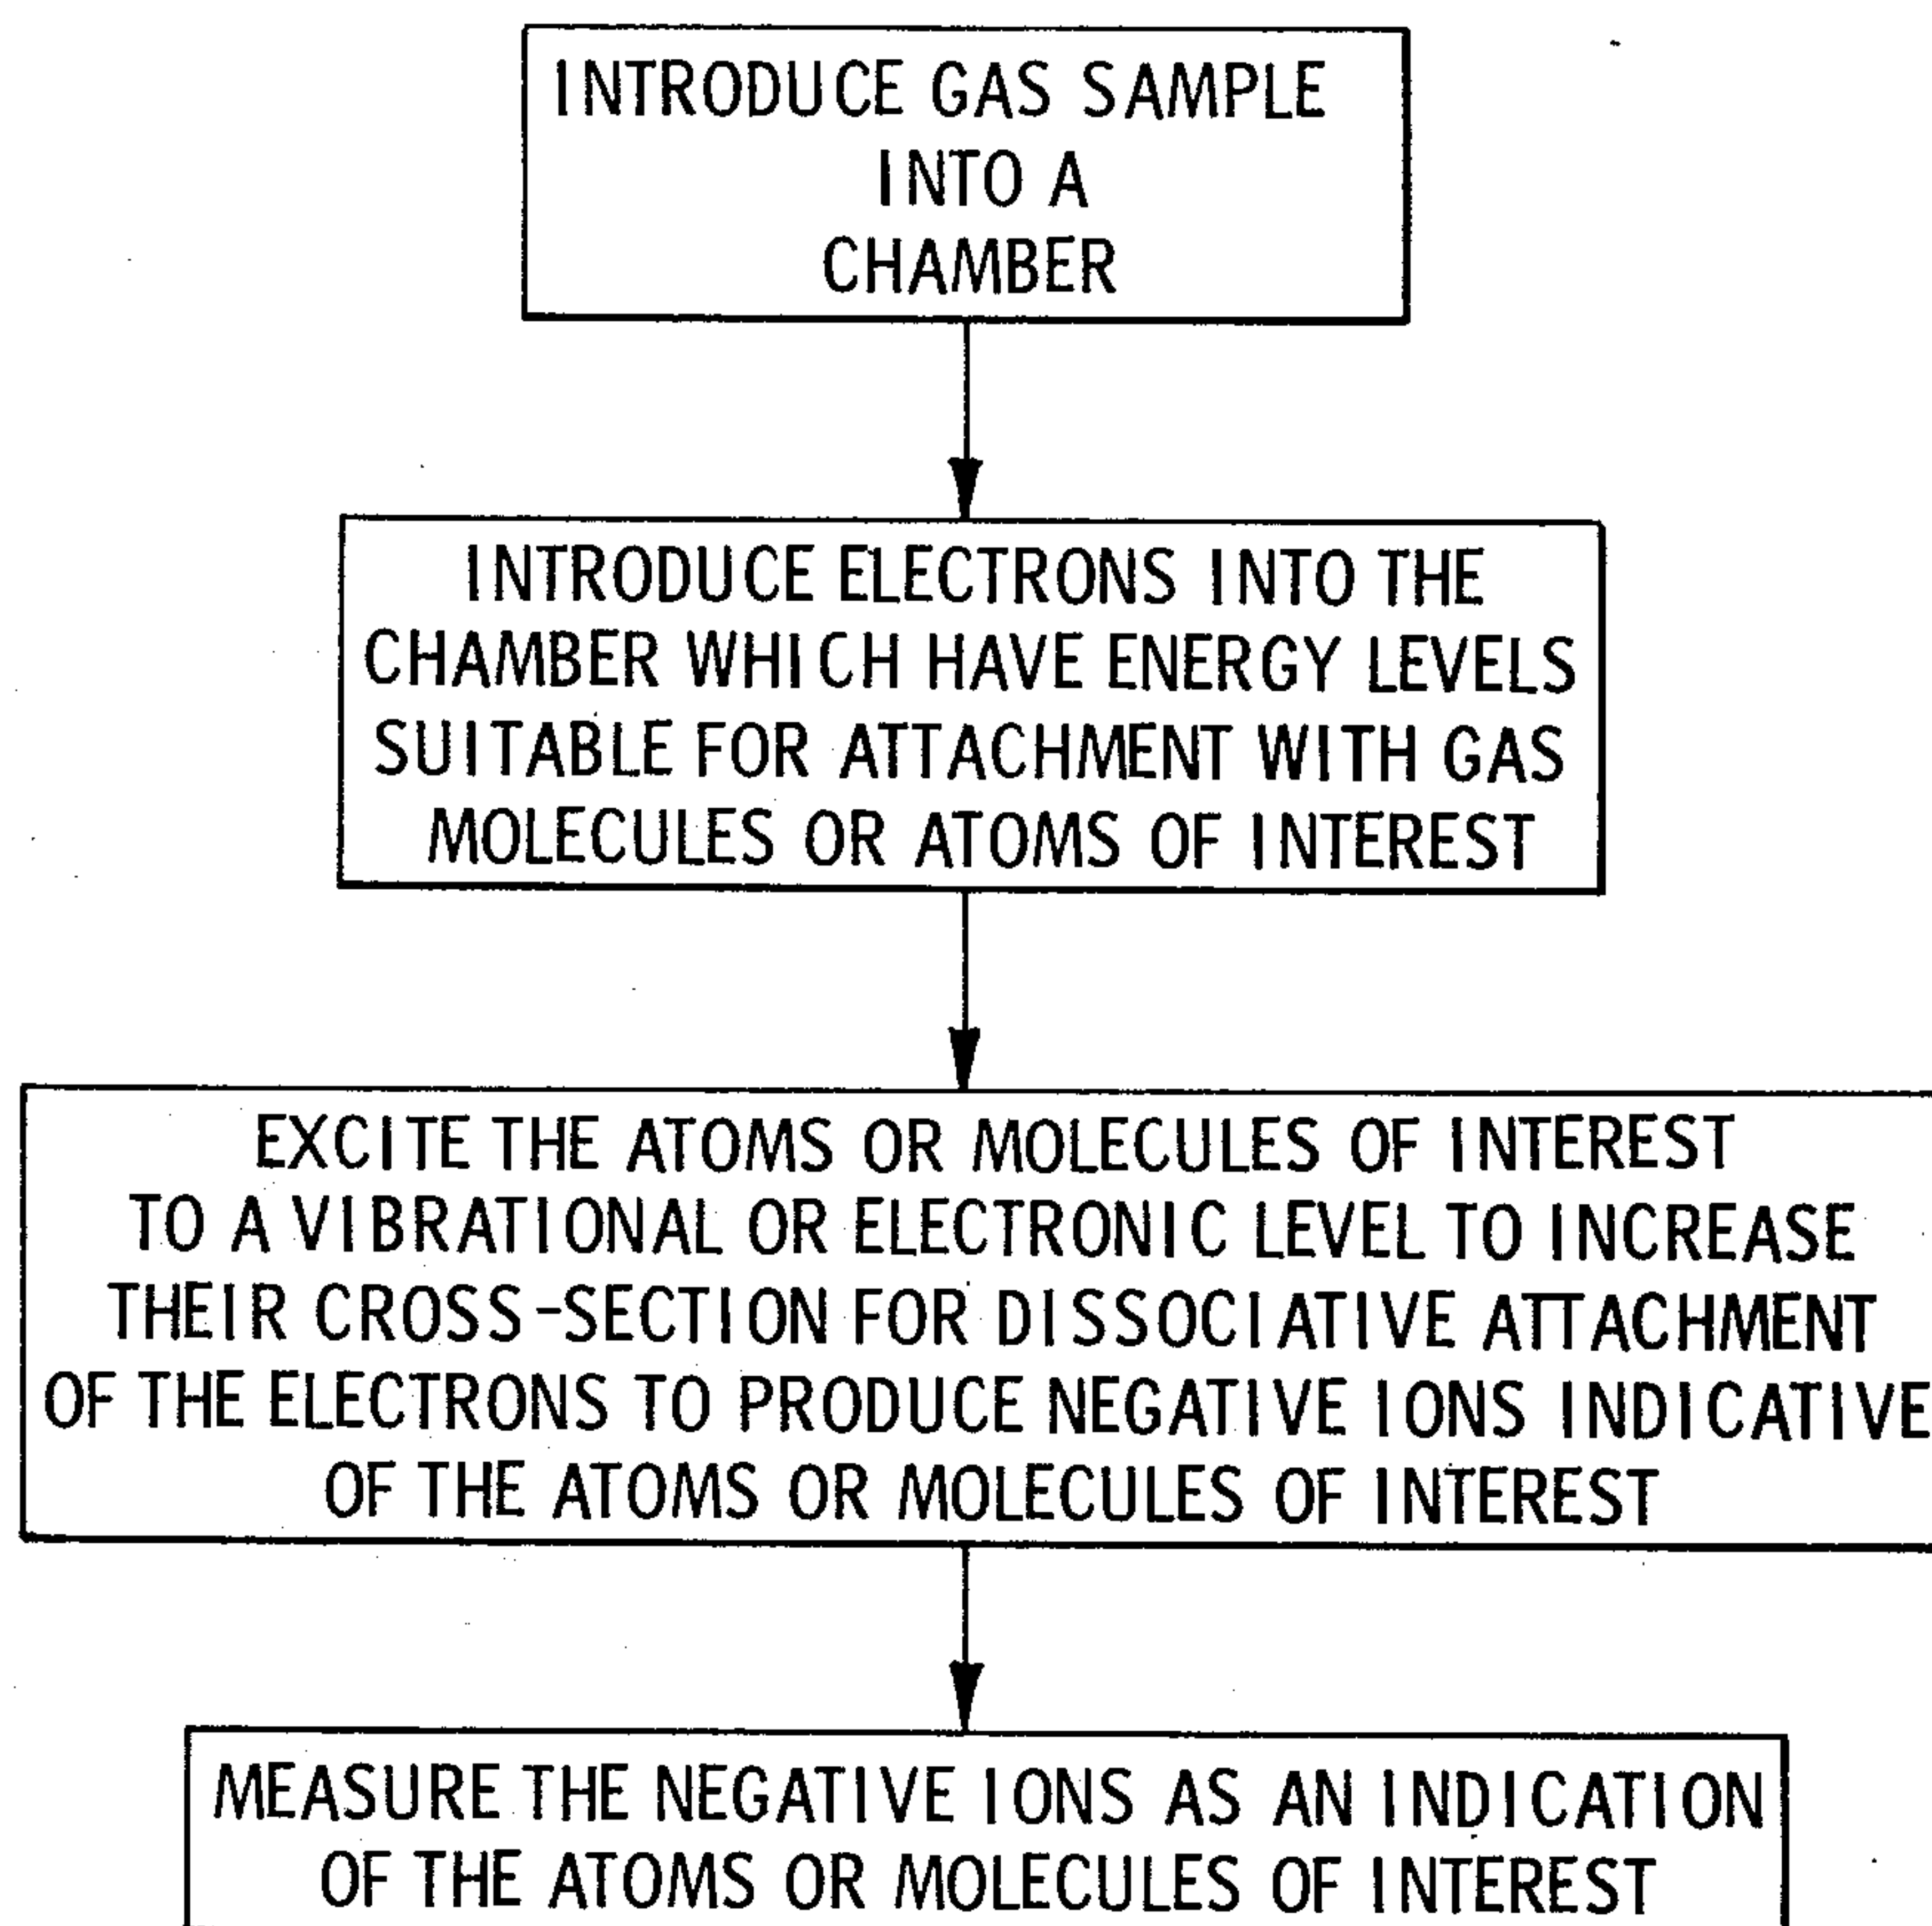 INTRODUCE GAS SAMPLE
INTO A
CHAMBER
INTRODUCE ELECTRONS INTO THE
CHAMBER WHICH HAVE ENERGY LEVELS
SUITABLE FOR ATTACHMENT WITH GAS
MOLECULES OR ATOMS OF INTEREST
EXCITE THE ATOMS OR MOLECULES OF INTEREST
TO A VIBRATIONAL OR ELECTRONIC LEVEL TO INCREASE
THEIR CROSS-SECTION FOR DISSOCIATIVE ATTACHMENT
OF THE ELECTRONS TO PRODUCE NEGATIVE IONS INDICATIVE
OF THE ATOMS OR MOLECULES OF INTEREST
MEASURE THE NEGATIVE IONS AS AN INDICATION
OF THE ATOMS OR MOLECULES OF INTEREST